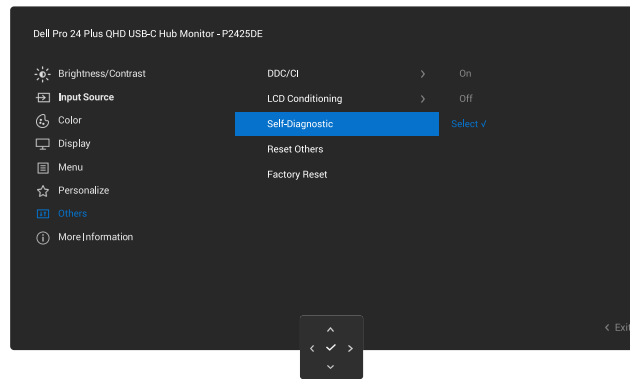 Dell Pro 24 Plus QHD USB-C Hub Monitor - P2425DE
Brightness/Contrast
Input Source
Color
Display
Menu
Personalize
Others
More Information
DDC/CI > On
LCD Conditioning > Off
Self-Diagnostic Select √
Reset Others
Factory Reset
< Exit